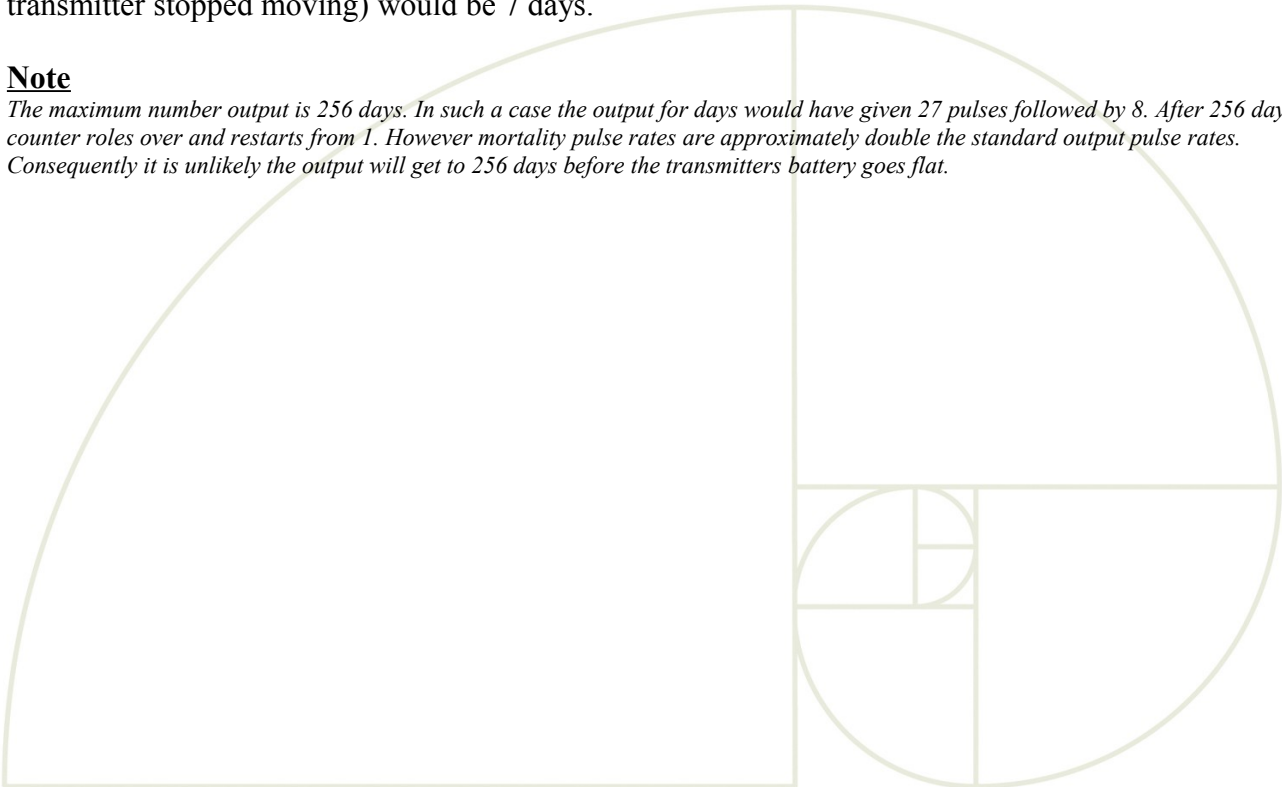 transmitter stopped moving) would be 7 days.
Note
The maximum number output is 256 days. In such a case the output for days would have given 27 pulses followed by 8. After 256 day
counter roles over and restarts from 1. However mortality pulse rates are approximately double the standard output pulse rates.
Consequently it is unlikely the output will get to 256 days before the transmitters battery goes flat.